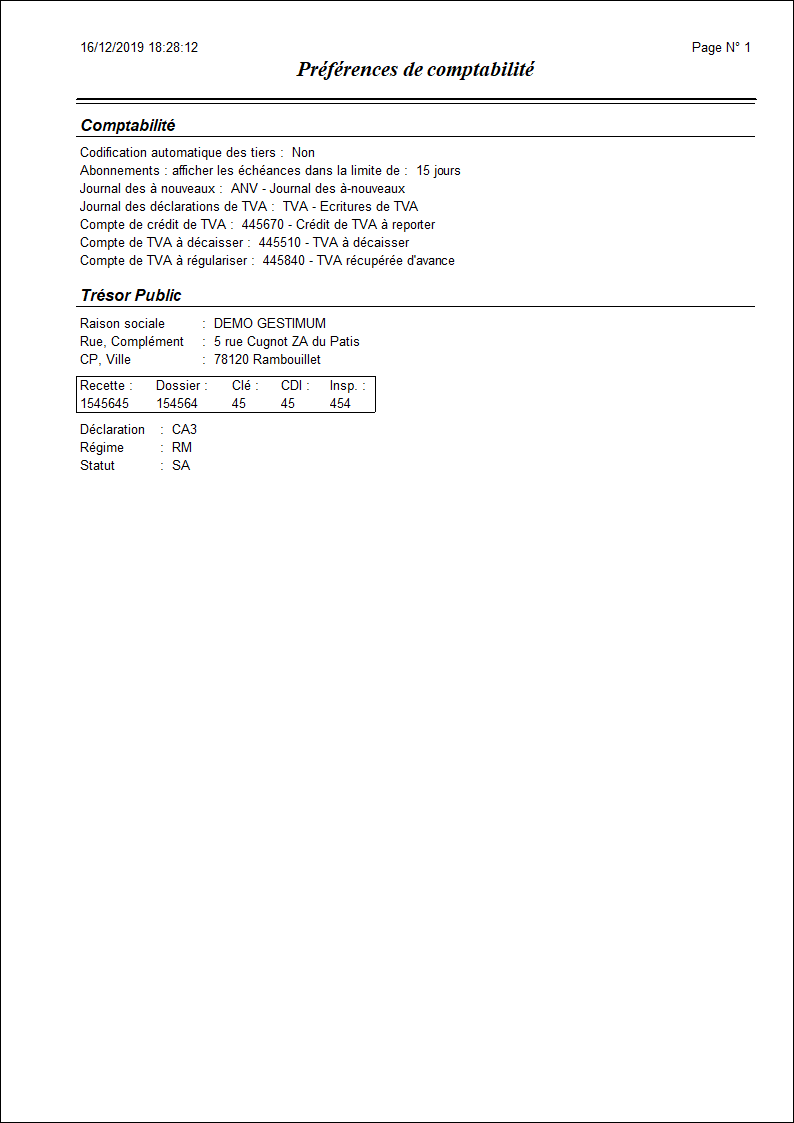 16/12/2019 18:28:12 Page N° 1
Préférences de comptabilité
Comptabilité
Codification automatique des tiers : Non
Abonnements : afficher les échéances dans la limite de : 15 jours
Journal des à nouveaux : ANV - Journal des à-nouveaux
Journal des déclarations de TVA : TVA - Ecritures de TVA
Compte de crédit de TVA : 445670 - Crédit de TVA à reporter
Compte de TVA à décaisser : 445510 - TVA à décaisser
Compte de TVA à régulariser : 445840 - TVA récupérée d'avance
Trésor Public
Raison sociale : DEMO GESTIMUM
Rue, Complément : 5 rue Cugnot ZA du Patis
CP, Ville : 78120 Rambouillet
Recette : Dossier : Clé : CDI : Insp. :
1545645 154564 45 45 454
Déclaration : CA3
Régime : RM
Statut : SA